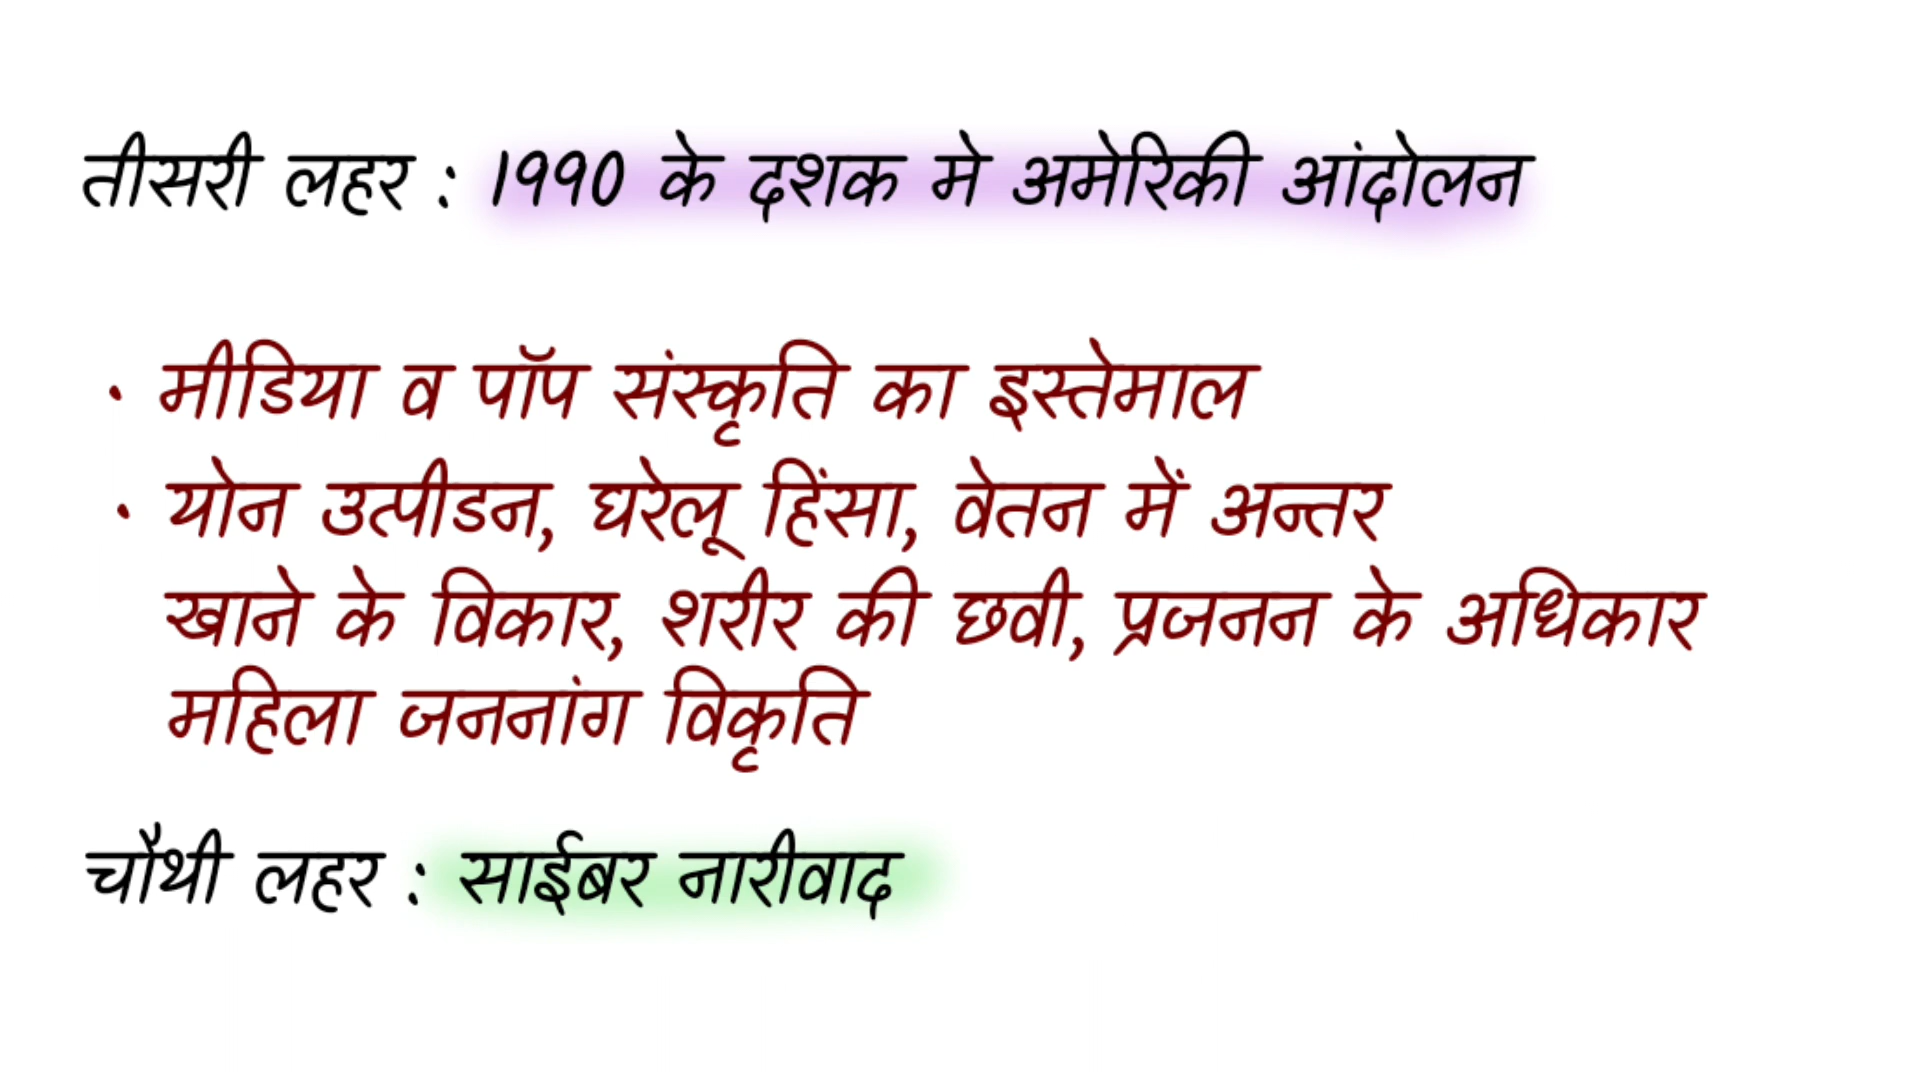 तीसरी लहर : 1990 के दशक मे अमेरिकी आंदोलन
· मीडिया व पॉप संस्कृति का इस्तेमाल
· योन उत्पीडन, घरेलू हिंसा, वेतन में अन्तर
खाने के विकार, शरीर की छवी, प्रजनन के अधिकार
महिला जननांग विकृति
चौथी लहर : साईबर नारीवाद